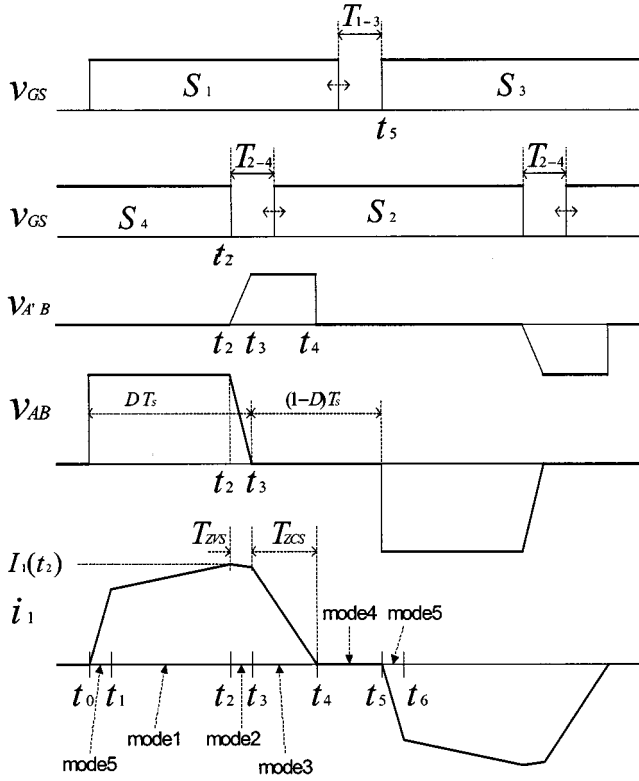 T1-3
vGS S1 S3
t5
T2-4 T2-4
vGS S4 S2
t2
vA' B
t2 t3 t4
vAB DTs (1-D)Ts
t2 t3
TZVS TZCS
I1(t2)
i1
mode4 mode5
t0 t1 t2 t3 t4 t5 t6
mode5 mode1 mode2 mode3